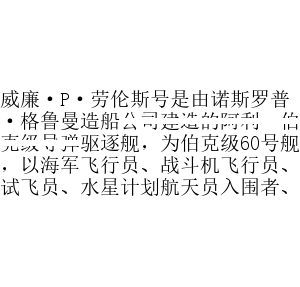 威廉·P·劳伦斯号是由诺斯罗普
·格鲁曼造船公司建造的阿利 伯
克级导弹驱逐舰，为伯克级60号舰
，以海军飞行员、战斗机飞行员、
试飞员、水星计划航天员入围者、